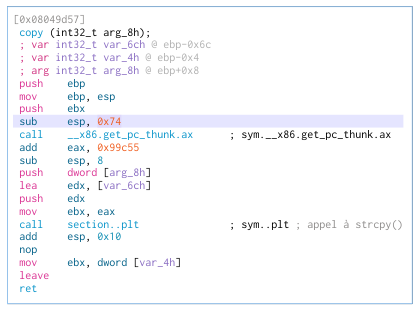 [0x08049d57]
copy (int32_t arg_8h);
; var int32_t var_6ch @ ebp-0x6c
; var int32_t var_4h @ ebp-0x4
; arg int32_t arg_8h @ ebp+0x8
push ebp
mov ebp, esp
push ebx
sub esp, 0x74
call __x86.get_pc_thunk.ax ; sym.__x86.get_pc_thunk.ax
add eax, 0x99c55
sub esp, 8
push dword [arg_8h]
lea edx, [var_6ch]
push edx
mov ebx, eax
call section..plt ; sym..plt ; appel à strcpy()
add esp, 0x10
nop
mov ebx, dword [var_4h]
leave
ret